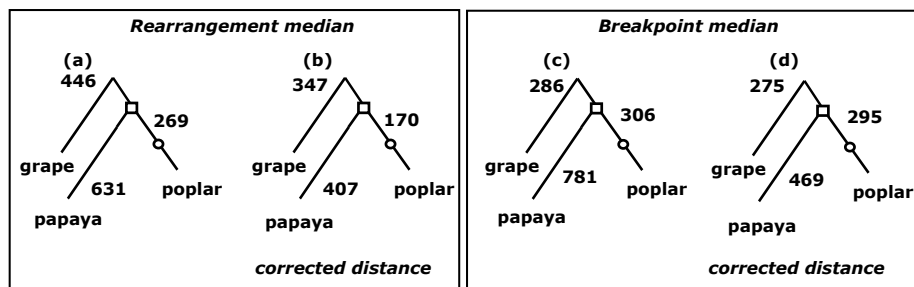 Rearrangement median
(a)
446
269
grape
631
papaya
poplar
(b)
347
170
grape
407
papaya
poplar
corrected distance
Breakpoint median
(c)
286
306
grape
781
papaya
poplar
(d)
275
295
grape
469
papaya
poplar
corrected distance